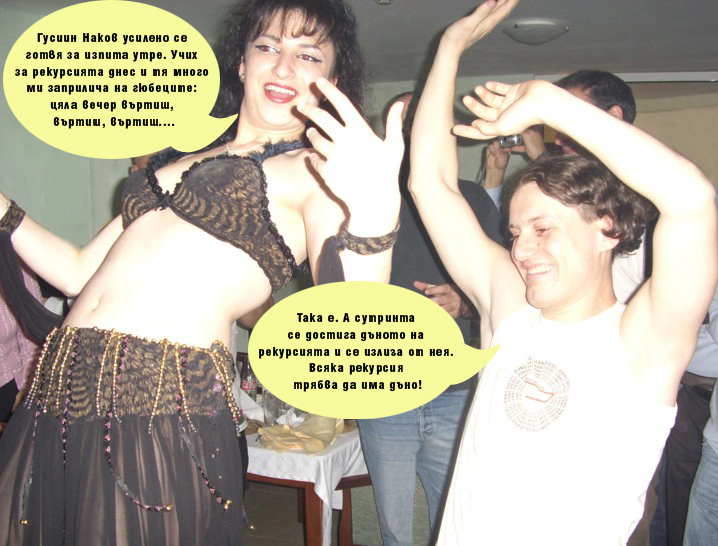 Гусиин Наков усилено се
готвя за изпита утре. Учих
за рекурсията днес и тя много
ми заприлича на гюбеците:
цяла вечер въртиш,
въртиш, въртиш....
Така е. А сутринта
се достига дъното на
рекурсията и се излиза от нея.
Всяка рекурсия
трябва да има дъно!